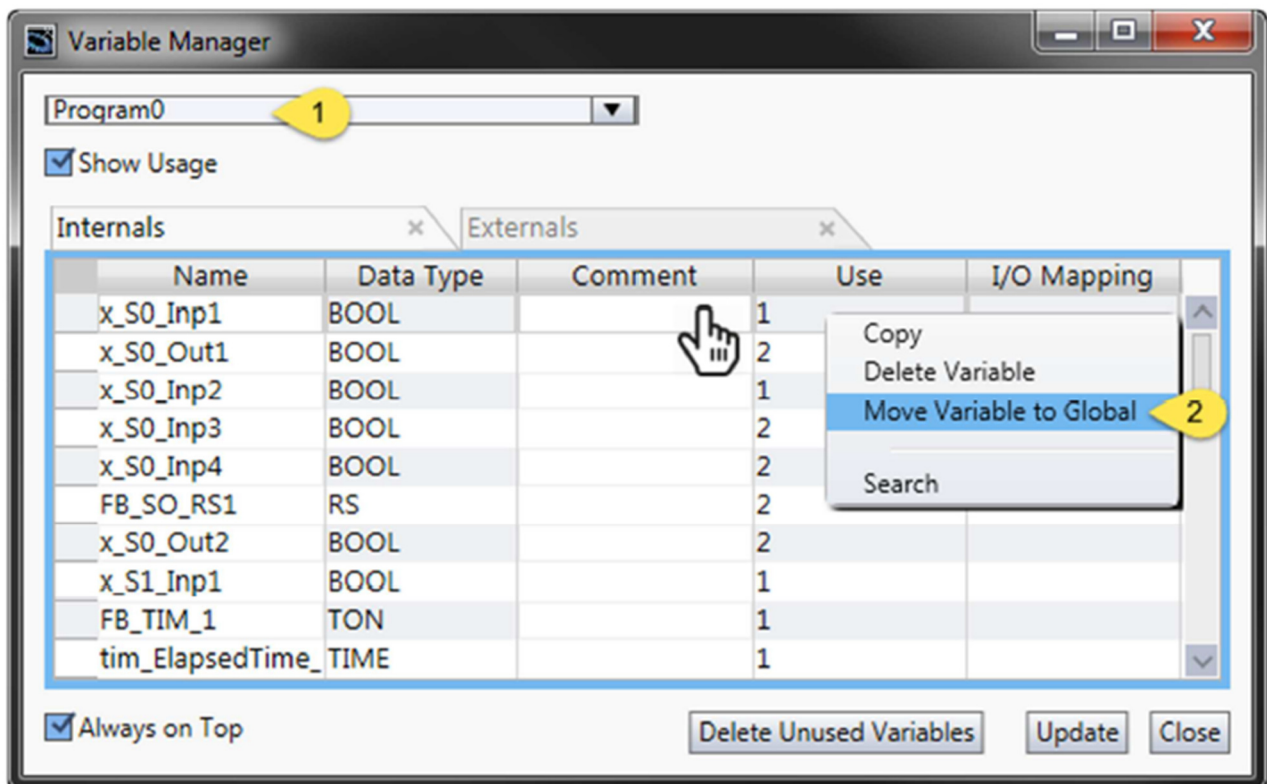 Variable Manager
Program0 1
Show Usage
Internals Externals
Name Data Type Comment Use I/O Mapping
x_S0_Inp1 BOOL 1
x_S0_Out1 BOOL 2
x_S0_Inp2 BOOL 1
x_S0_Inp3 BOOL 2
x_S0_Inp4 BOOL 2
FB_SO_RS1 RS 2
x_S0_Out2 BOOL 2
x_S1_Inp1 BOOL 1
FB_TIM_1 TON 1
tim_ElapsedTime_ TIME 1
Copy
Delete Variable
Move Variable to Global 2
Search
Always on Top Delete Unused Variables Update Close